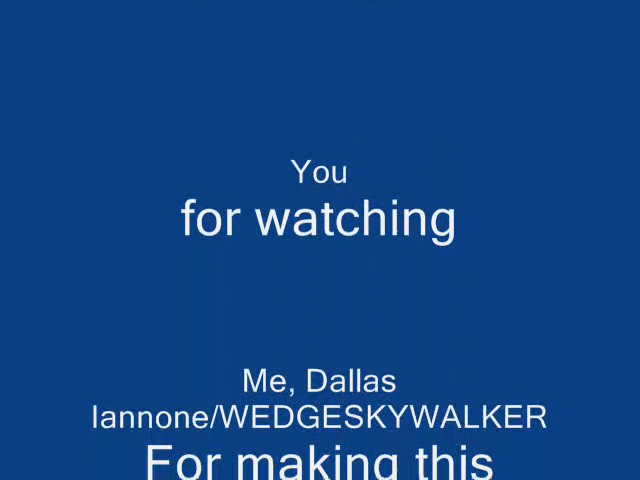 You
for watching
Me, Dallas
Iannone/WEDGESKYWALKER
For making this